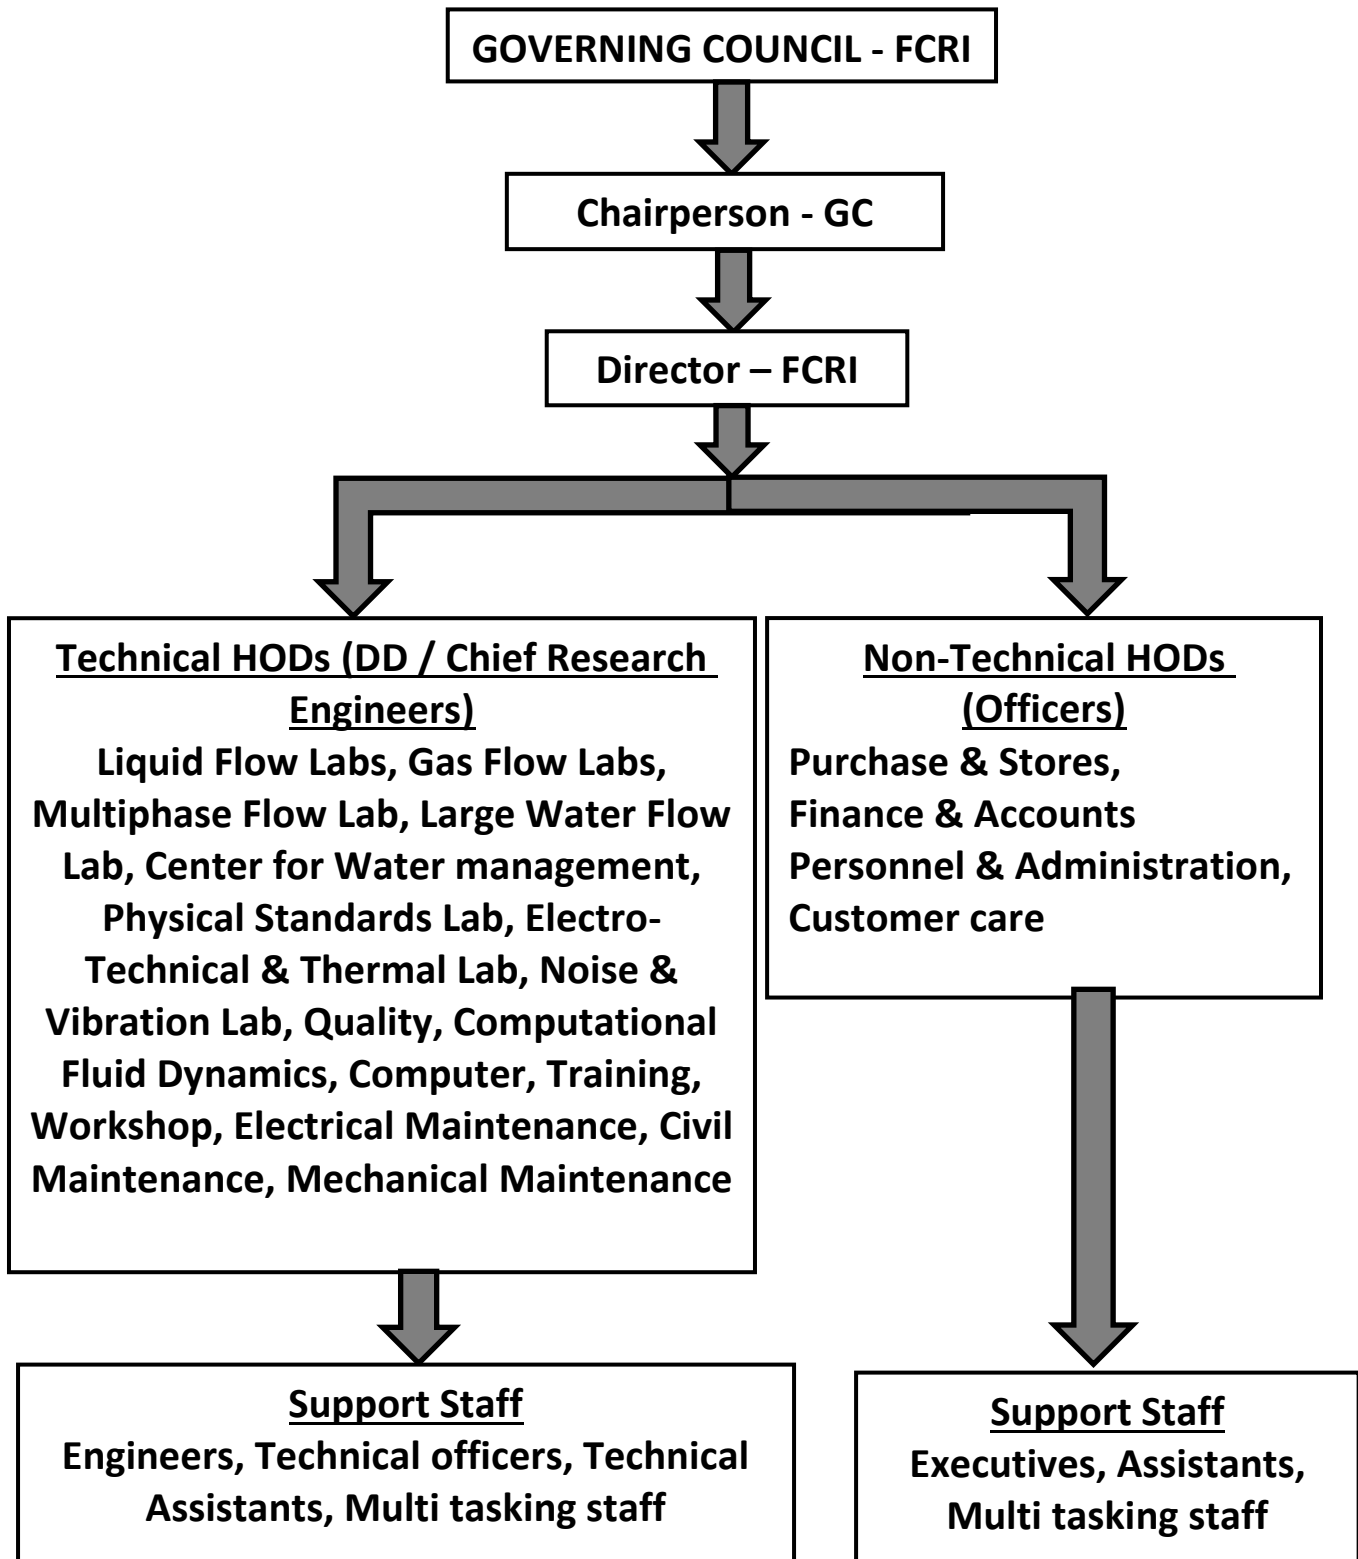 GOVERNING COUNCIL - FCRI
Chairperson - GC
Director – FCRI
Technical HODs (DD / Chief Research
Engineers)
Liquid Flow Labs, Gas Flow Labs,
Multiphase Flow Lab, Large Water Flow
Lab, Center for Water management,
Physical Standards Lab, Electro-
Technical & Thermal Lab, Noise &
Vibration Lab, Quality, Computational
Fluid Dynamics, Computer, Training,
Workshop, Electrical Maintenance, Civil
Maintenance, Mechanical Maintenance
Non-Technical HODs
(Officers)
Purchase & Stores,
Finance & Accounts
Personnel & Administration,
Customer care
Support Staff
Engineers, Technical officers, Technical
Assistants, Multi tasking staff
Support Staff
Executives, Assistants,
Multi tasking staff